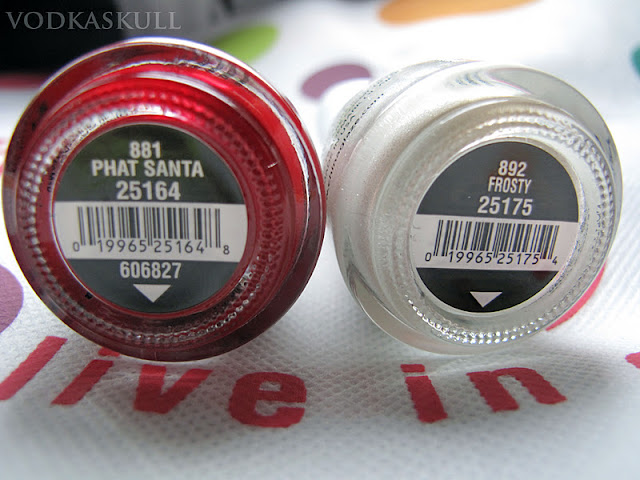 VODKASKULL
881
PHAT SANTA
25164
0 19965 25164 8
606827
892
FROSTY
25175
0 19965 25175 4
live in